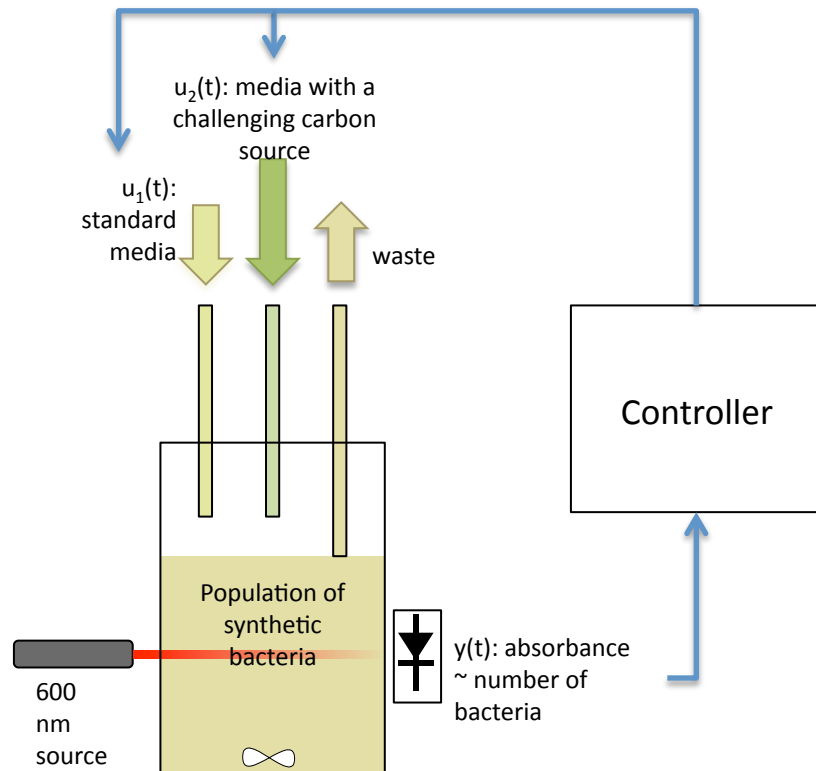 u2(t): media with a
challenging carbon
source
u1(t):
standard
media
waste
Controller
Population of
synthetic
bacteria
y(t): absorbance
~ number of
bacteria
600
nm
source